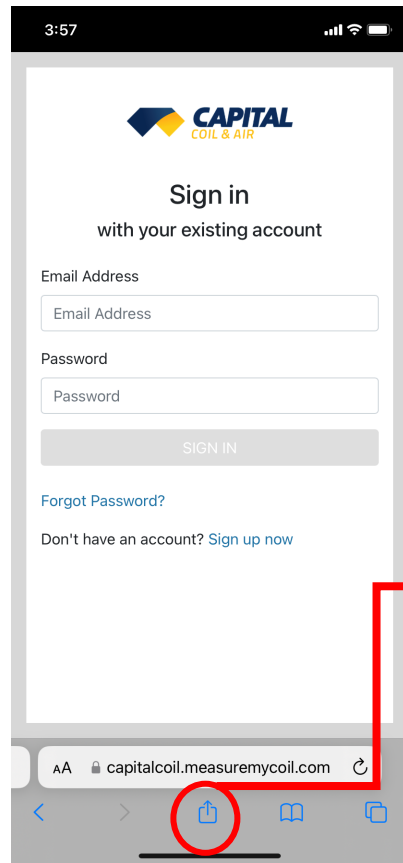 3:57
CAPITAL
COIL & AIR
Sign in
with your existing account
Email Address
Email Address
Password
Password
SIGN IN
Forgot Password?
Don't have an account? Sign up now
AA capitalcoil.measuremycoil.com